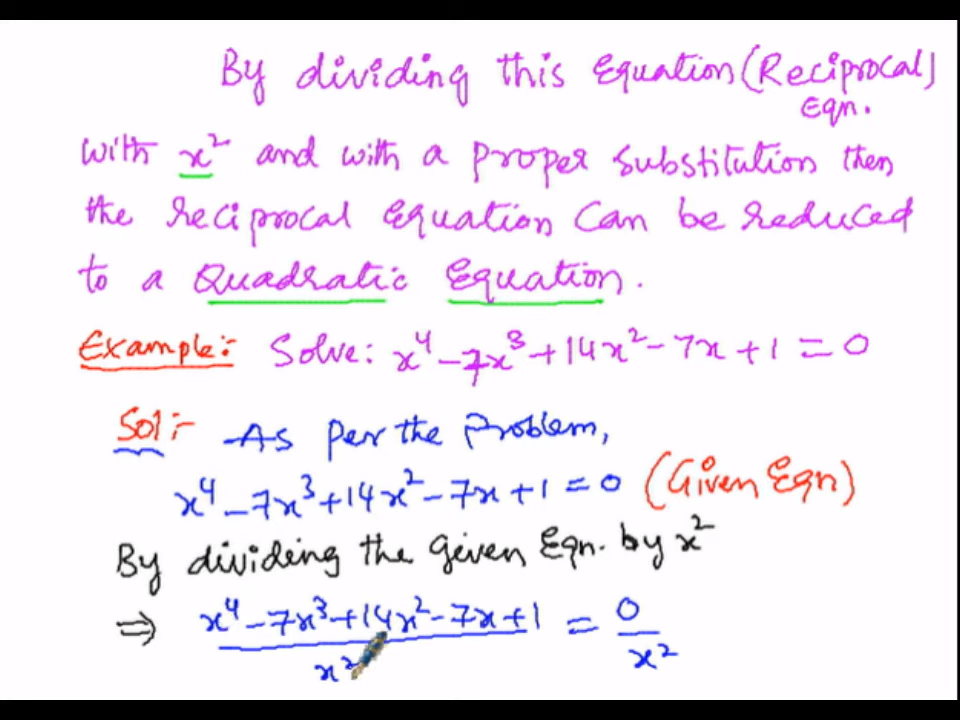 By dividing this Equation (Reciprocal) Eqn.
with x² and with a proper substitution then
the reciprocal Equation Can be reduced
to a Quadratic Equation.
Example:- Solve: x⁴ - 7x³ + 14x² - 7x + 1 = 0
Sol:- As per the Problem,
x⁴ - 7x³ + 14x² - 7x + 1 = 0 (Given Eqn)
By dividing the Given Eqn. by x²
⇒ x⁴ - 7x³ + 14x² - 7x + 1 / x² = 0 / x²